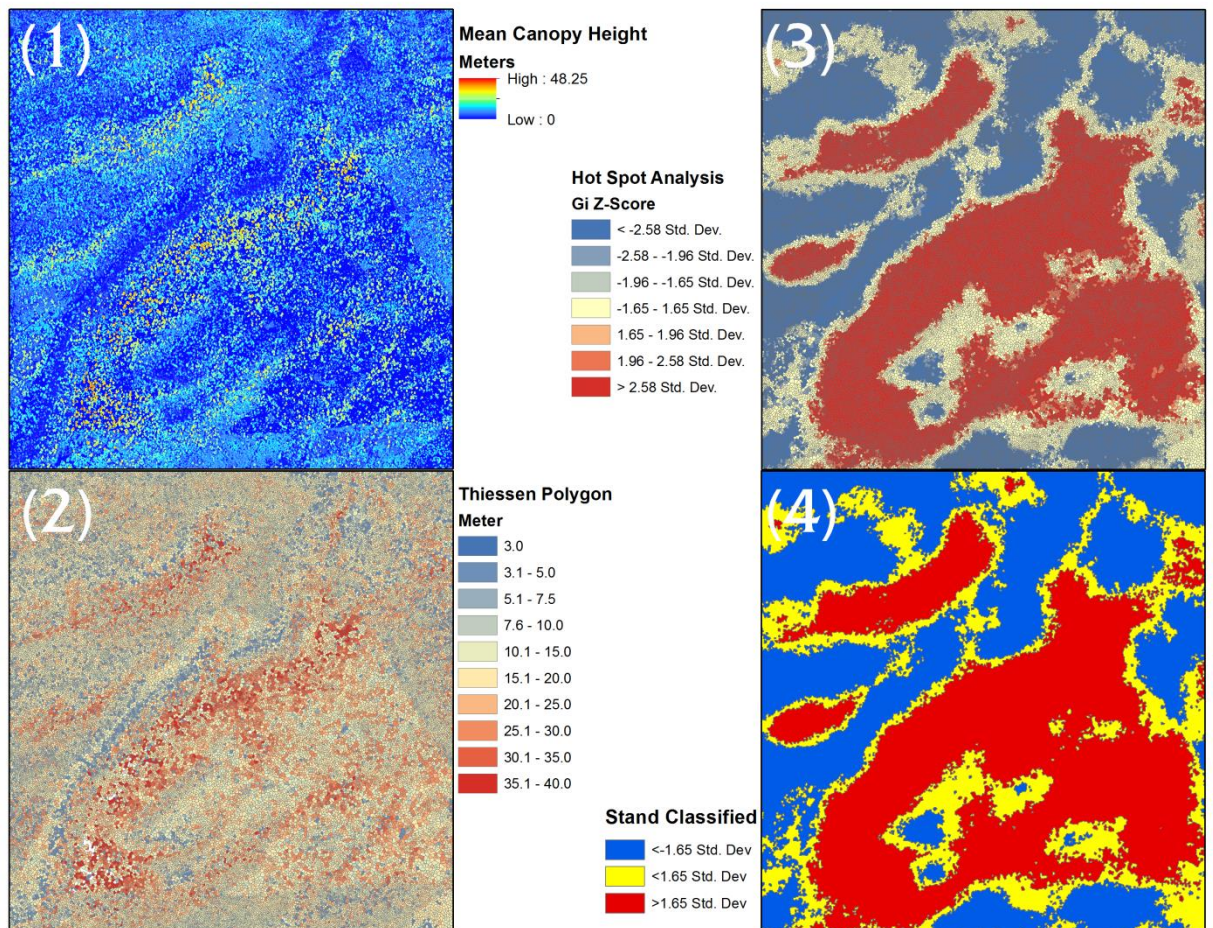 (1)
Mean Canopy Height
Meters
High : 48.25
Low : 0
(3)
Hot Spot Analysis
Gi Z-Score
< -2.58 Std. Dev.
-2.58 - -1.96 Std. Dev.
-1.96 - -1.65 Std. Dev.
-1.65 - 1.65 Std. Dev.
1.65 - 1.96 Std. Dev.
1.96 - 2.58 Std. Dev.
> 2.58 Std. Dev.
(2)
Thiessen Polygon
Meter
3.0
3.1 - 5.0
5.1 - 7.5
7.6 - 10.0
10.1 - 15.0
15.1 - 20.0
20.1 - 25.0
25.1 - 30.0
30.1 - 35.0
35.1 - 40.0
(4)
Stand Classified
<-1.65 Std. Dev
<1.65 Std. Dev
>1.65 Std. Dev